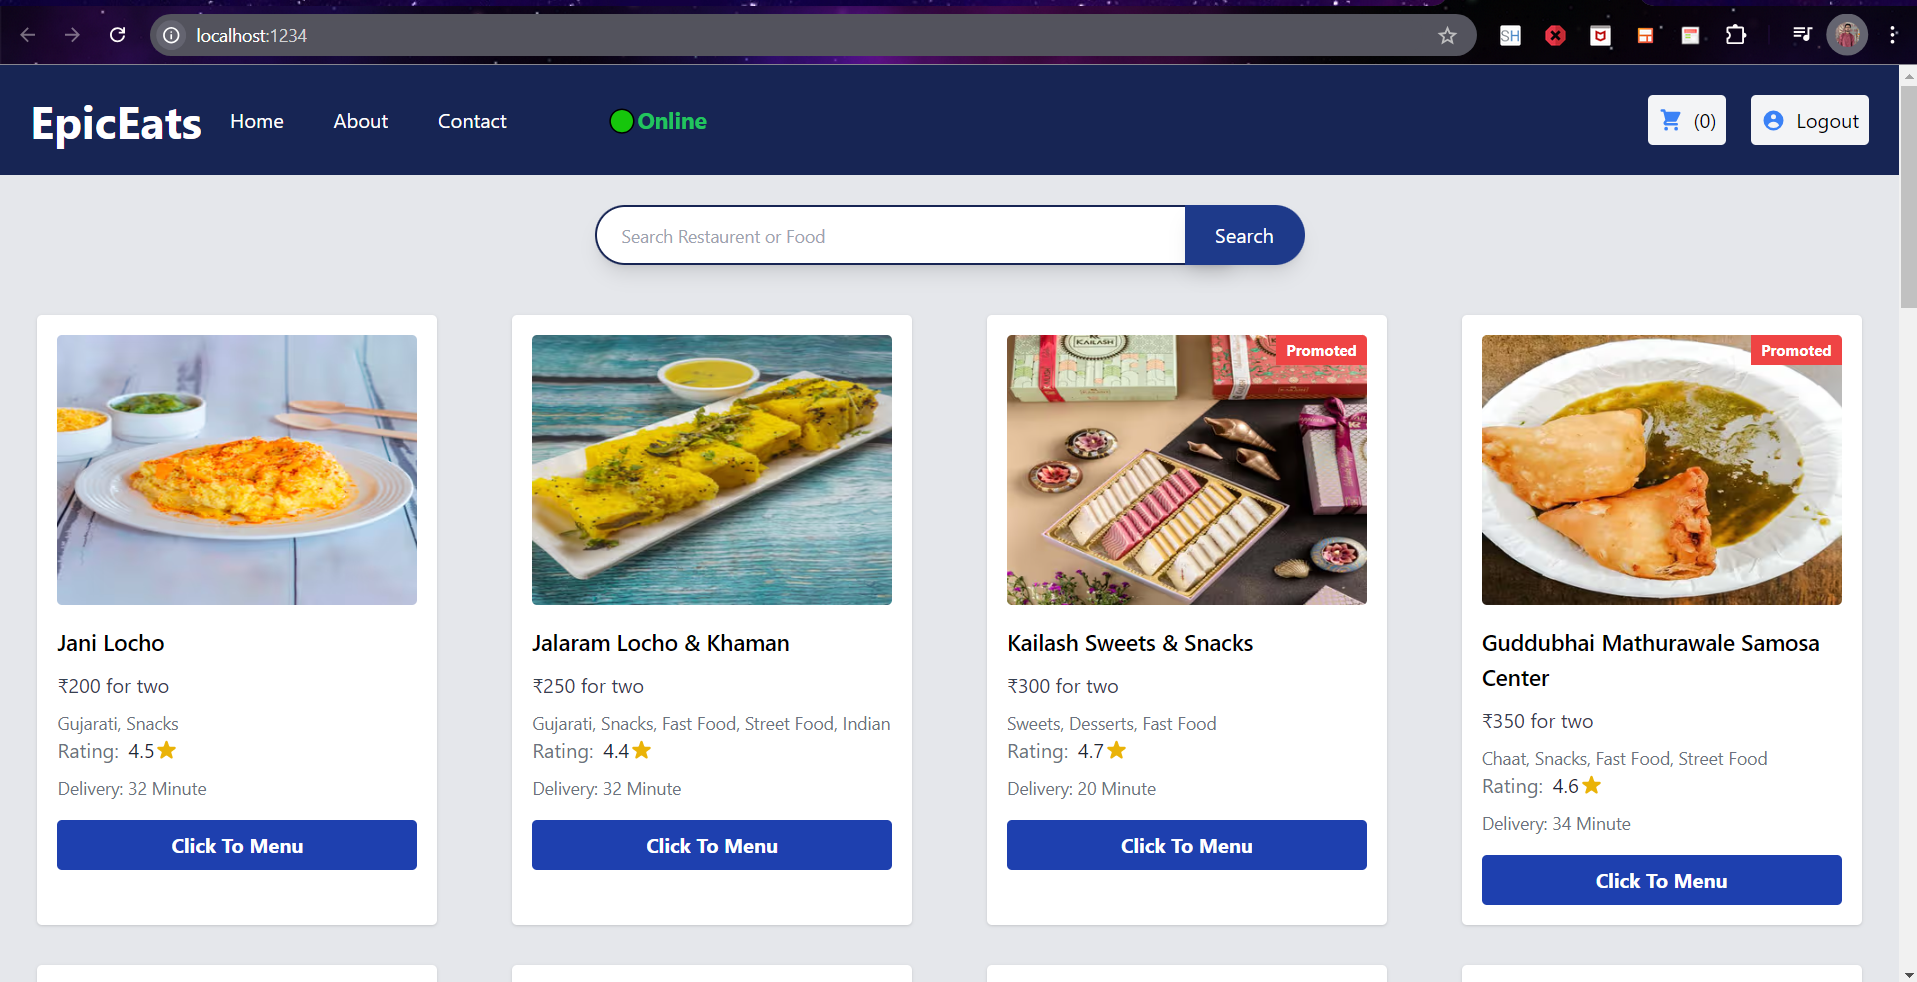 localhost:1234
SH
EpicEats
Home
About
Contact
Online
(0)
Logout
Search Restaurent or Food
Search
KAILASH
Promoted
Promoted
Jani Locho
₹200 for two
Gujarati, Snacks
Rating: 4.5
Delivery: 32 Minute
Click To Menu
Jalaram Locho & Khaman
₹250 for two
Gujarati, Snacks, Fast Food, Street Food, Indian
Rating: 4.4
Delivery: 32 Minute
Click To Menu
Kailash Sweets & Snacks
₹300 for two
Sweets, Desserts, Fast Food
Rating: 4.7
Delivery: 20 Minute
Click To Menu
Guddubhai Mathurawale Samosa
Center
₹350 for two
Chaat, Snacks, Fast Food, Street Food
Rating: 4.6
Delivery: 34 Minute
Click To Menu